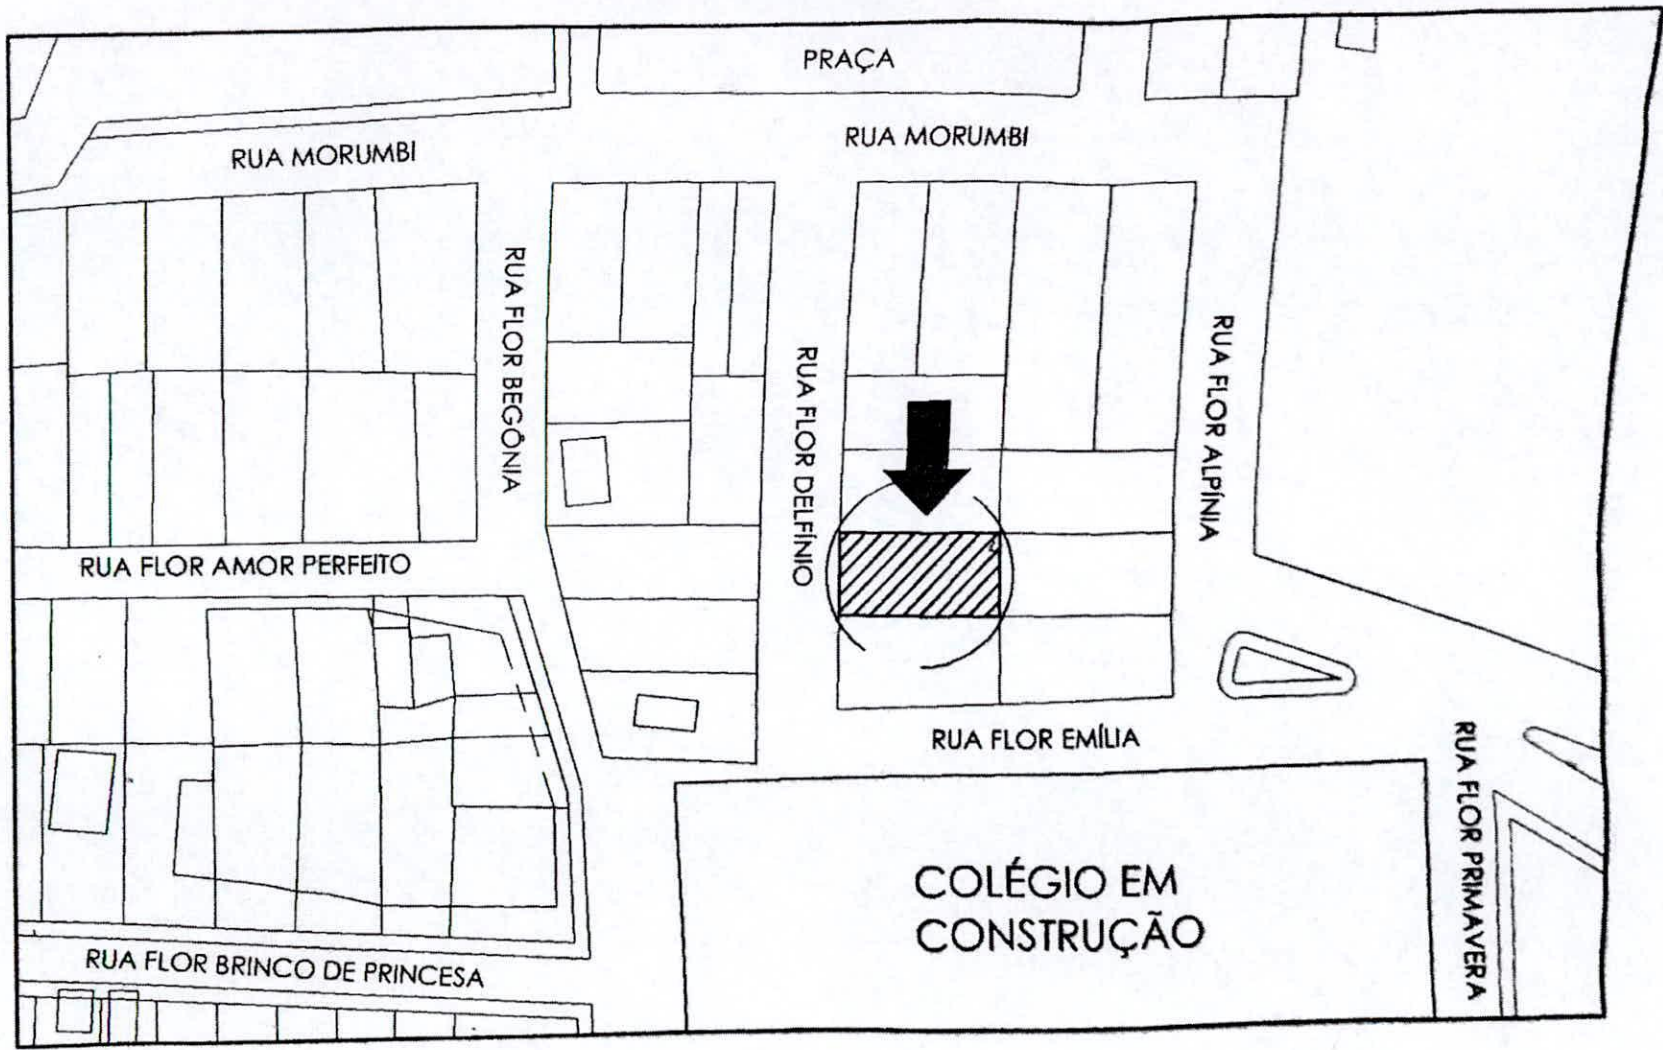 PRAÇA
RUA MORUMBI
RUA MORUMBI
RUA FLOR BEGÔNIA
RUA FLOR DELFÍNIO
RUA FLOR ALPÍNIA
RUA FLOR AMOR PERFEITO
RUA FLOR EMÍLIA
RUA FLOR PRIMAVERA
COLÉGIO EM
CONSTRUÇÃO
RUA FLOR BRINCO DE PRINCESA